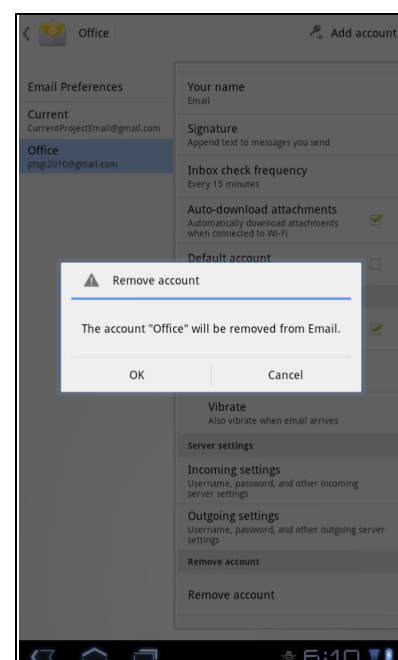 Office
Add account
Email Preferences
Current
CurrentProjectEmail@gmail.com
Office
ptsgi2010@gmail.com
Your name
Email
Signature
Append text to messages you send
Inbox check frequency
Every 15 minutes
Auto-download attachments
Automatically download attachments
when connected to Wi-Fi
Default account
Remove account
The account "Office" will be removed from Email.
OK
Cancel
Vibrate
Also vibrate when email arrives
Server settings
Incoming settings
Username, password, and other incoming
server settings
Outgoing settings
Username, password, and other outgoing server
settings
Remove account
Remove account
6:10